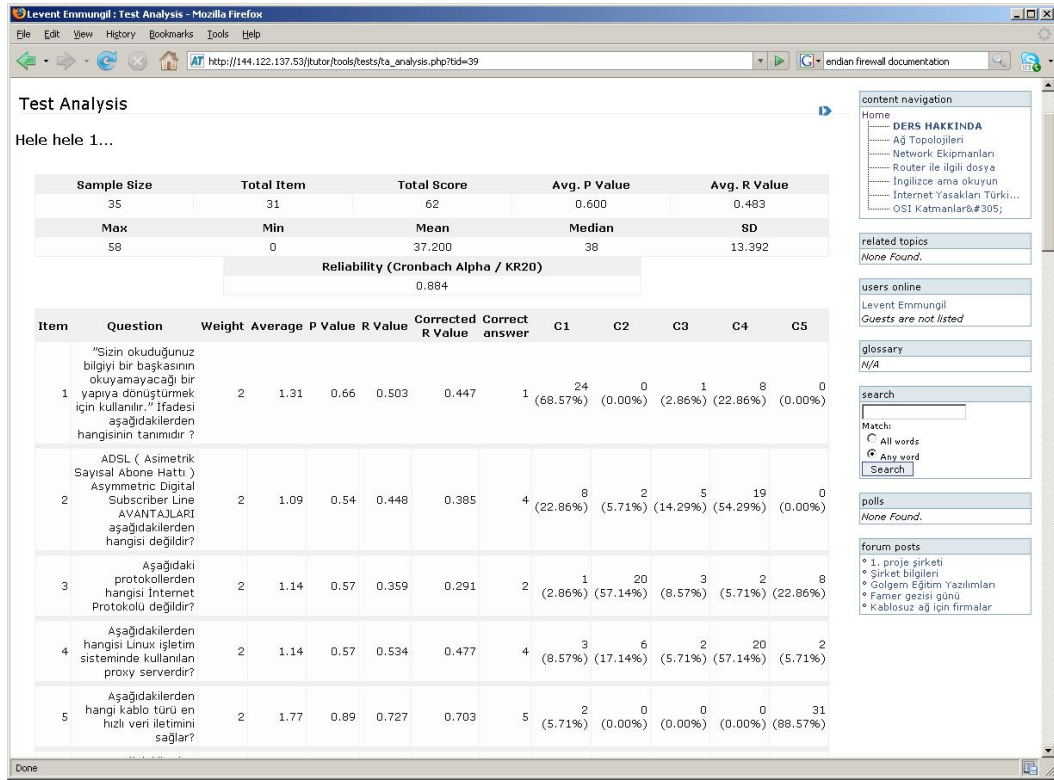 Levent Emmungil : Test Analysis - Mozilla Firefox
File Edit View History Bookmarks Tools Help
AT http://144.122.137.53/jtutor/tools/tests/ta_analysis.php?tid=39
G endian firewall documentation
Test Analysis
Hele hele 1...
Sample Size Total Item Total Score Avg. P Value Avg. R Value
35 31 62 0.600 0.483
Max Min Mean Median SD
58 0 37.200 38 13.392
Reliability (Cronbach Alpha / KR20)
0.884
Item Question Weight Average P Value R Value Corrected R Value Correct answer C1 C2 C3 C4 C5
"Sizin okuduğunuz
bilgiyi bir başkasının
okuyamayacağı bir
1 yapıya dönüştürmek 2 1.31 0.66 0.503 0.447 1 24 (68.57%) 0 (0.00%) 1 (2.86%) 8 (22.86%) 0 (0.00%)
için kullanılır." İfadesi
aşağıdakilerden
hangisinin tanımıdır ?
ADSL ( Asimetrik
Sayısal Abone Hattı )
Asymmetric Digital
2 Subscriber Line 2 1.09 0.54 0.448 0.385 4 8 (22.86%) 2 (5.71%) 5 (14.29%) 19 (54.29%) 0 (0.00%)
AVANTAJLARI
aşağıdakilerden
hangisi değildir?
Aşağıdaki
protokollerden
3 hangisi İnternet 2 1.14 0.57 0.359 0.291 2 1 (2.86%) 20 (57.14%) 3 (8.57%) 2 (5.71%) 8 (22.86%)
Protokolü değildir?
Aşağıdakilerden
hangisi Linux işletim
4 sisteminde kullanılan 2 1.14 0.57 0.534 0.477 4 3 (8.57%) 6 (17.14%) 2 (5.71%) 20 (57.14%) 2 (5.71%)
proxy serverdir?
Aşağıdakilerden
hangi kablo türü en
5 hızlı veri iletimini 2 1.77 0.89 0.727 0.703 5 2 (5.71%) 0 (0.00%) 0 (0.00%) 0 (0.00%) 31 (88.57%)
sağlar?
content navigation
Home
DERS HAKKINDA
Ağ Topolojileri
Network Ekipmanları
Router ile ilgili dosya
İngilizce ama okuyun
İnternet Yasakları Türki...
OSI Katmanlar&#305;
related topics
None Found.
users online
Levent Emmungil
Guests are not listed
glossary
N/A
search
Match:
All words
Any word
Search
polls
None Found.
forum posts
° 1. proje şirketi
° Şirket bilgileri
° Golgem Eğitim Yazılımları
° Famer gezisi günü
° Kablosuz ağ için firmalar
Done